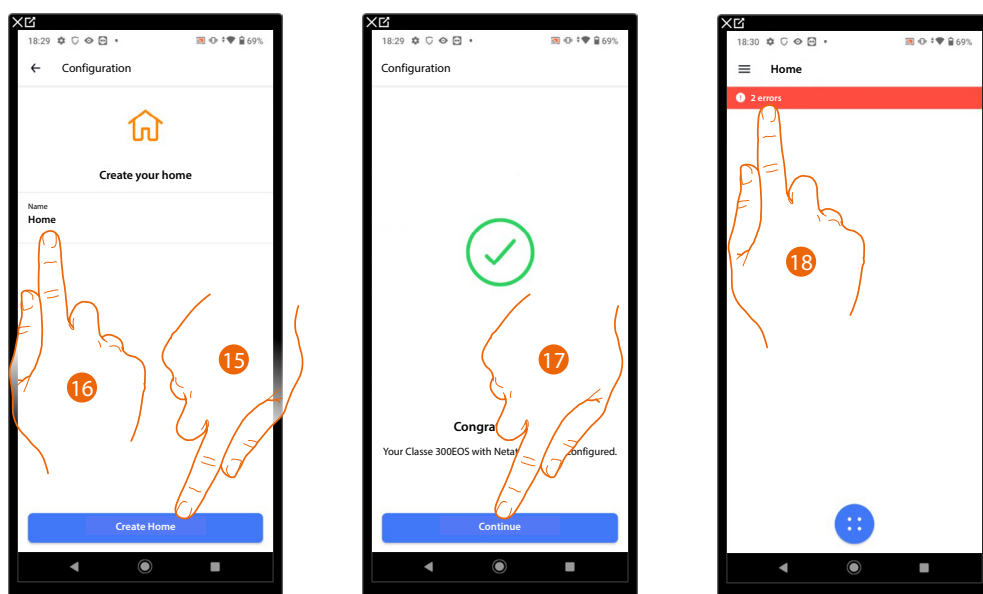 18:29
69%
Configuration
Create your home
Name
Home
15
16
Create Home
18:29
69%
Configuration
17
Congra
Your Classe 300EOS with Netat onfigured.
Continue
18:30
69%
Home
2 errors
18